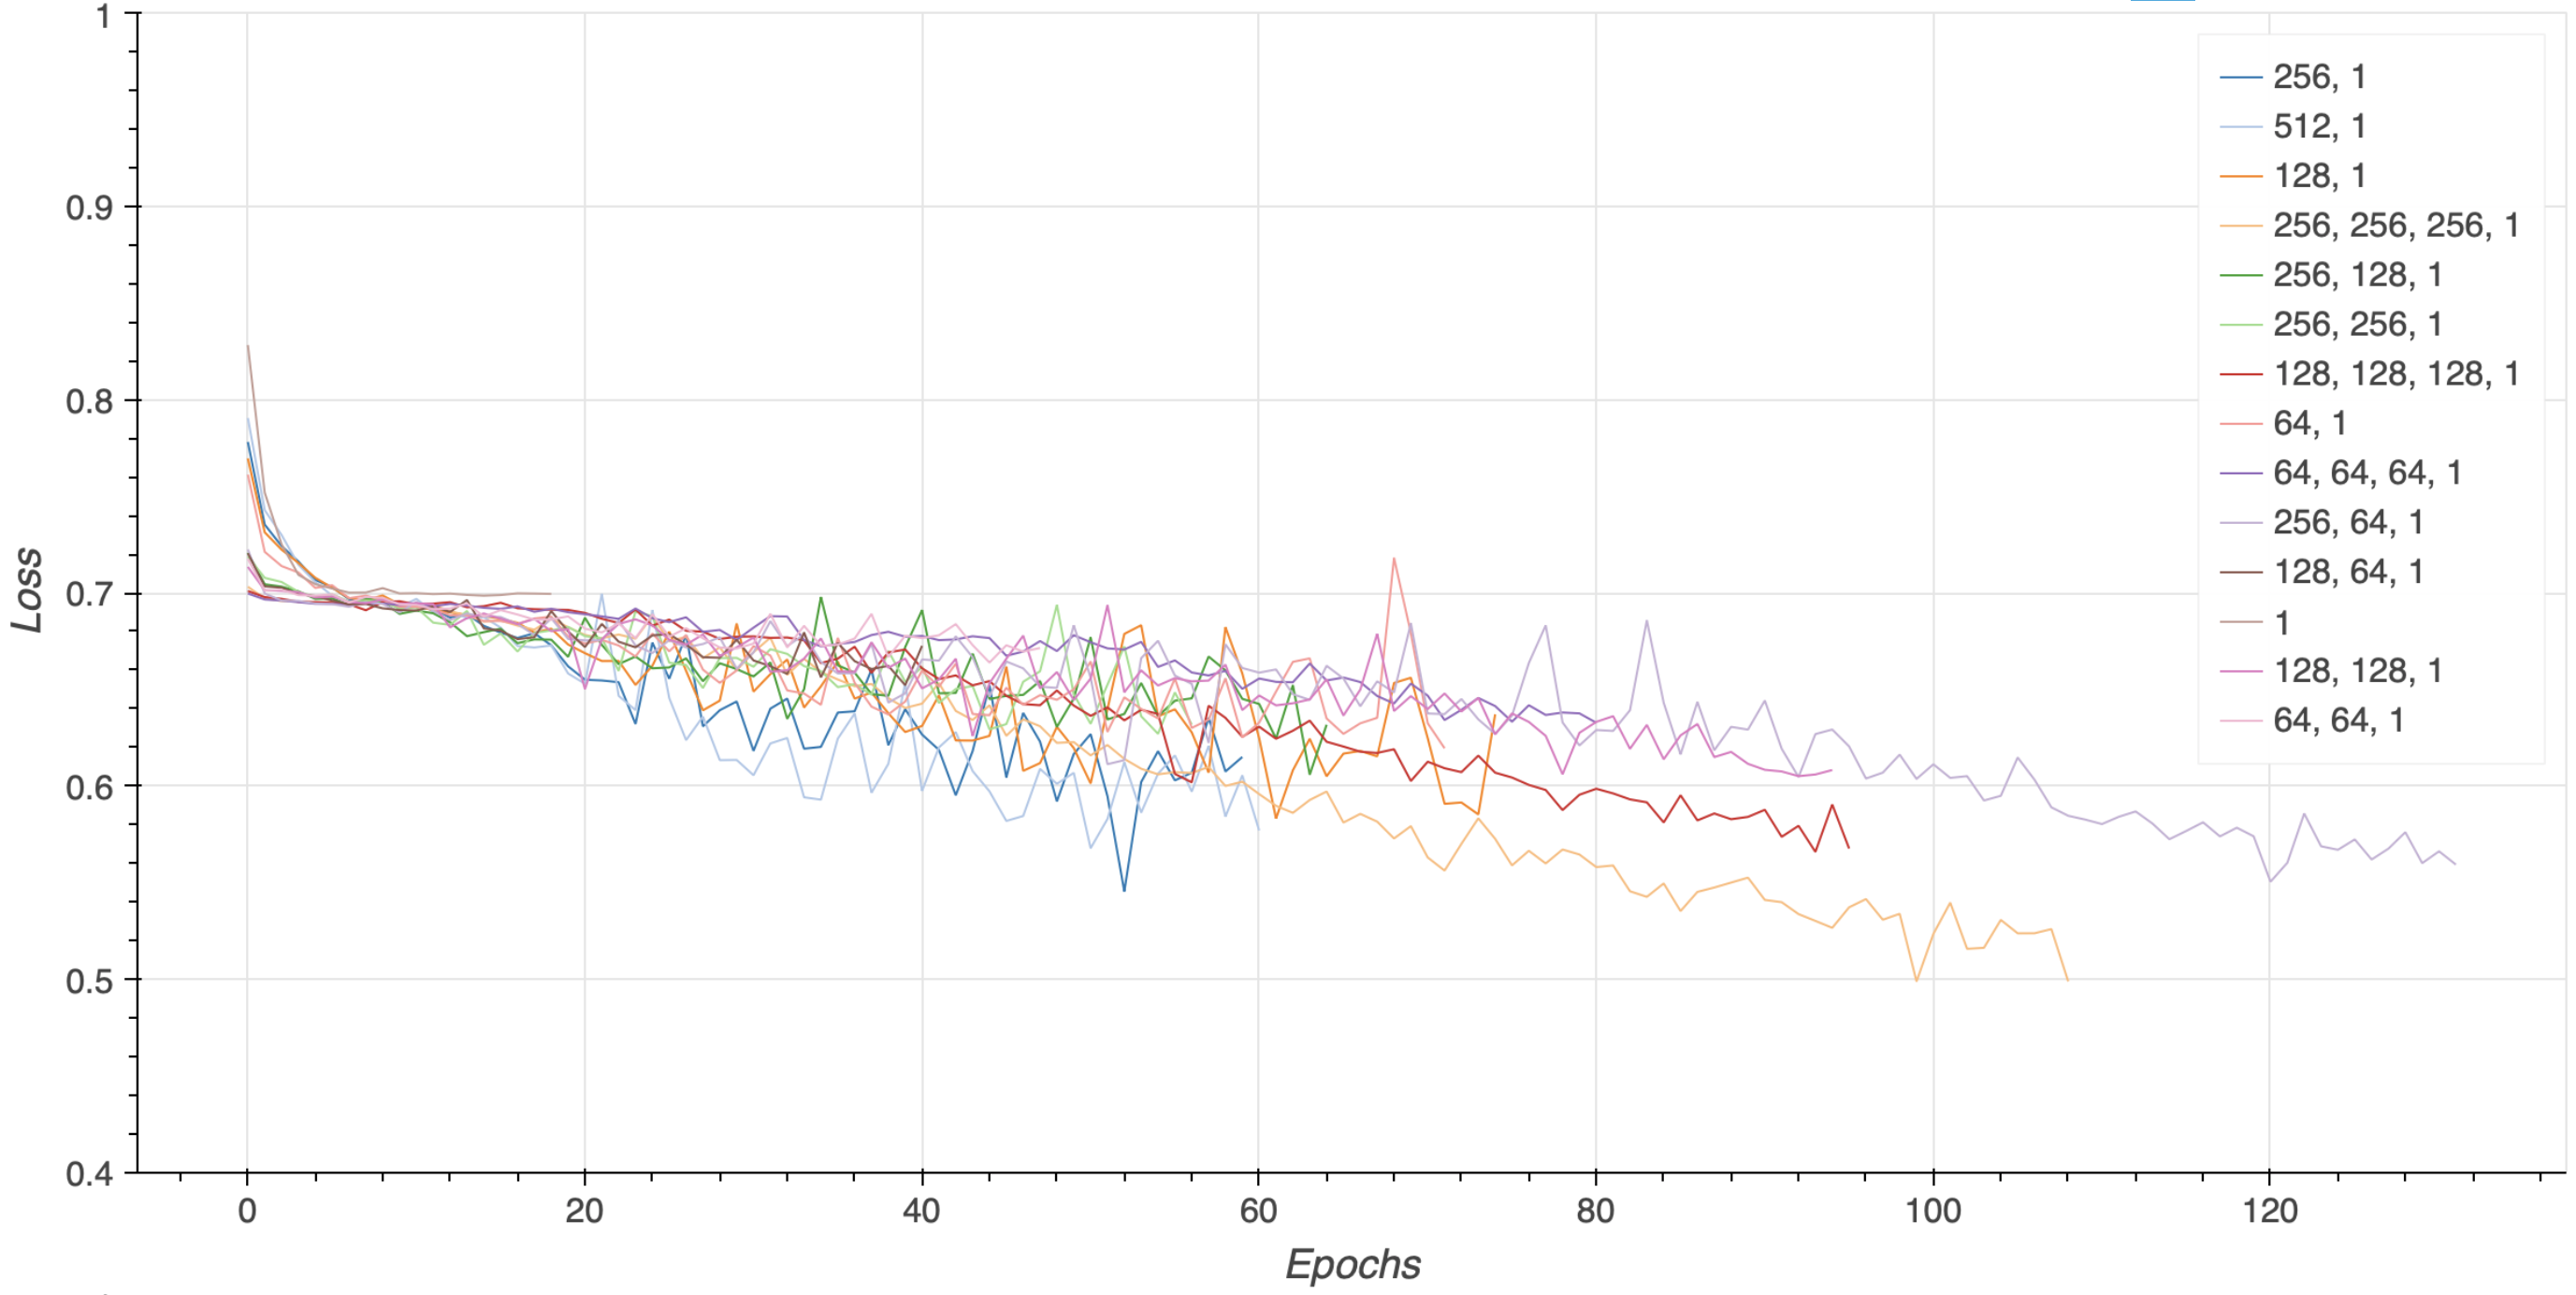 1
0.9
0.8
0.7
0.6
0.5
0.4
Loss
0
20
40
60
80
100
120
Epochs
256, 1
512, 1
128, 1
256, 256, 256, 1
256, 128, 1
256, 256, 1
128, 128, 128, 1
64, 1
64, 64, 64, 1
256, 64, 1
128, 64, 1
1
128, 128, 1
64, 64, 1